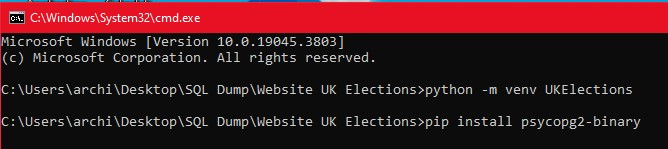 C:\Windows\System32\cmd.exe
Microsoft Windows [Version 10.0.19045.3803]
(c) Microsoft Corporation. All rights reserved.
C:\Users\archi\Desktop\SQL Dump\Website UK Elections>python -m venv UKElections
C:\Users\archi\Desktop\SQL Dump\Website UK Elections>pip install psycopg2-binary